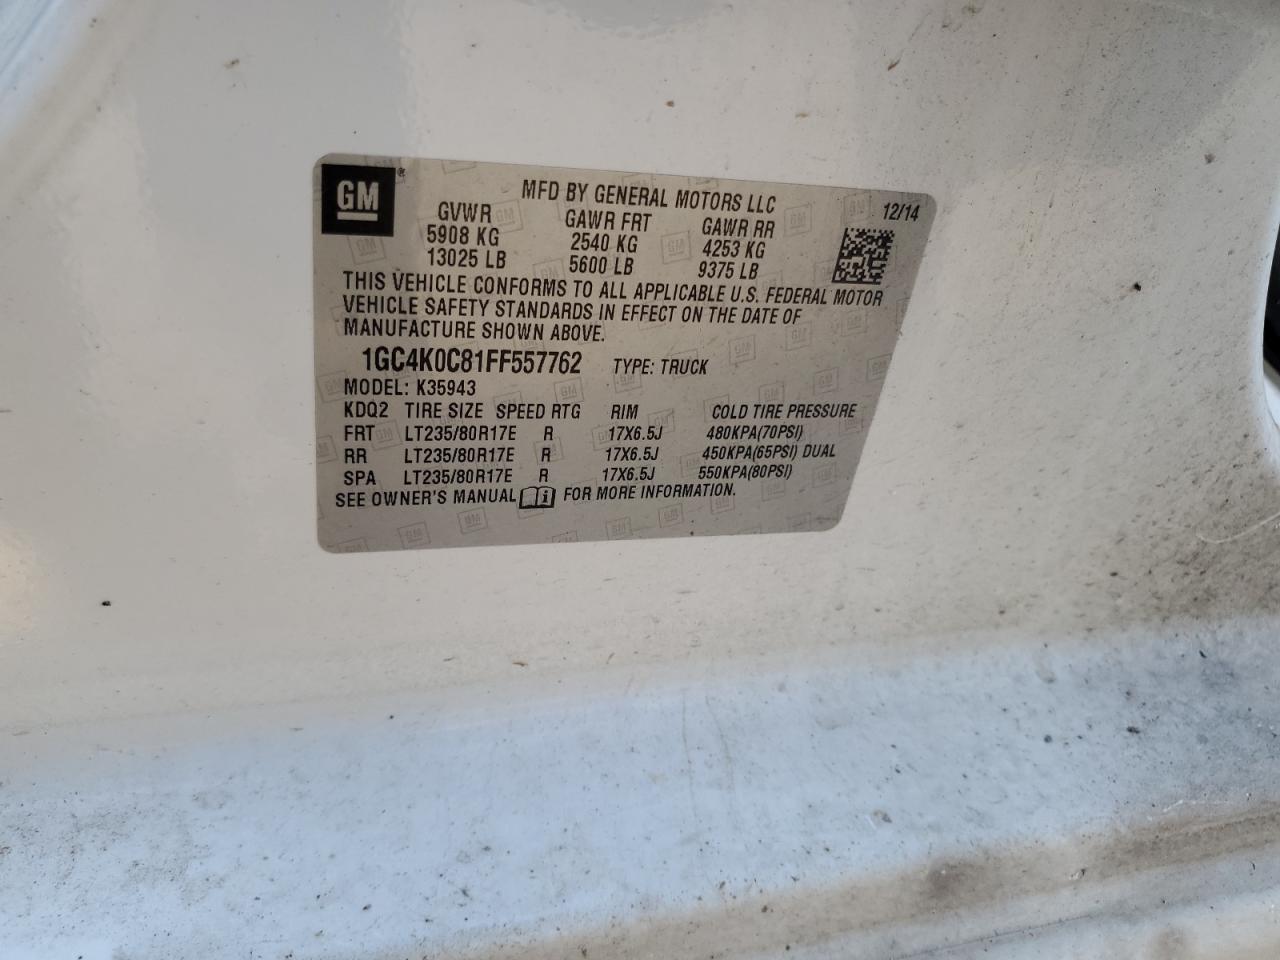 GM
MFD BY GENERAL MOTORS LLC
12/14
GVWR GAWR FRT GAWR RR
5908 KG 2540 KG 4253 KG
13025 LB 5600 LB 9375 LB
THIS VEHICLE CONFORMS TO ALL APPLICABLE U.S. FEDERAL MOTOR
VEHICLE SAFETY STANDARDS IN EFFECT ON THE DATE OF
MANUFACTURE SHOWN ABOVE.
1GC4K0C81FF557762 TYPE: TRUCK
MODEL: K35943
KDQ2 TIRE SIZE SPEED RTG RIM COLD TIRE PRESSURE
FRT LT235/80R17E R 17X6.5J 480KPA(70PSI)
RR LT235/80R17E R 17X6.5J 450KPA(65PSI) DUAL
SPA LT235/80R17E R 17X6.5J 550KPA(80PSI)
SEE OWNER'S MANUAL FOR MORE INFORMATION.